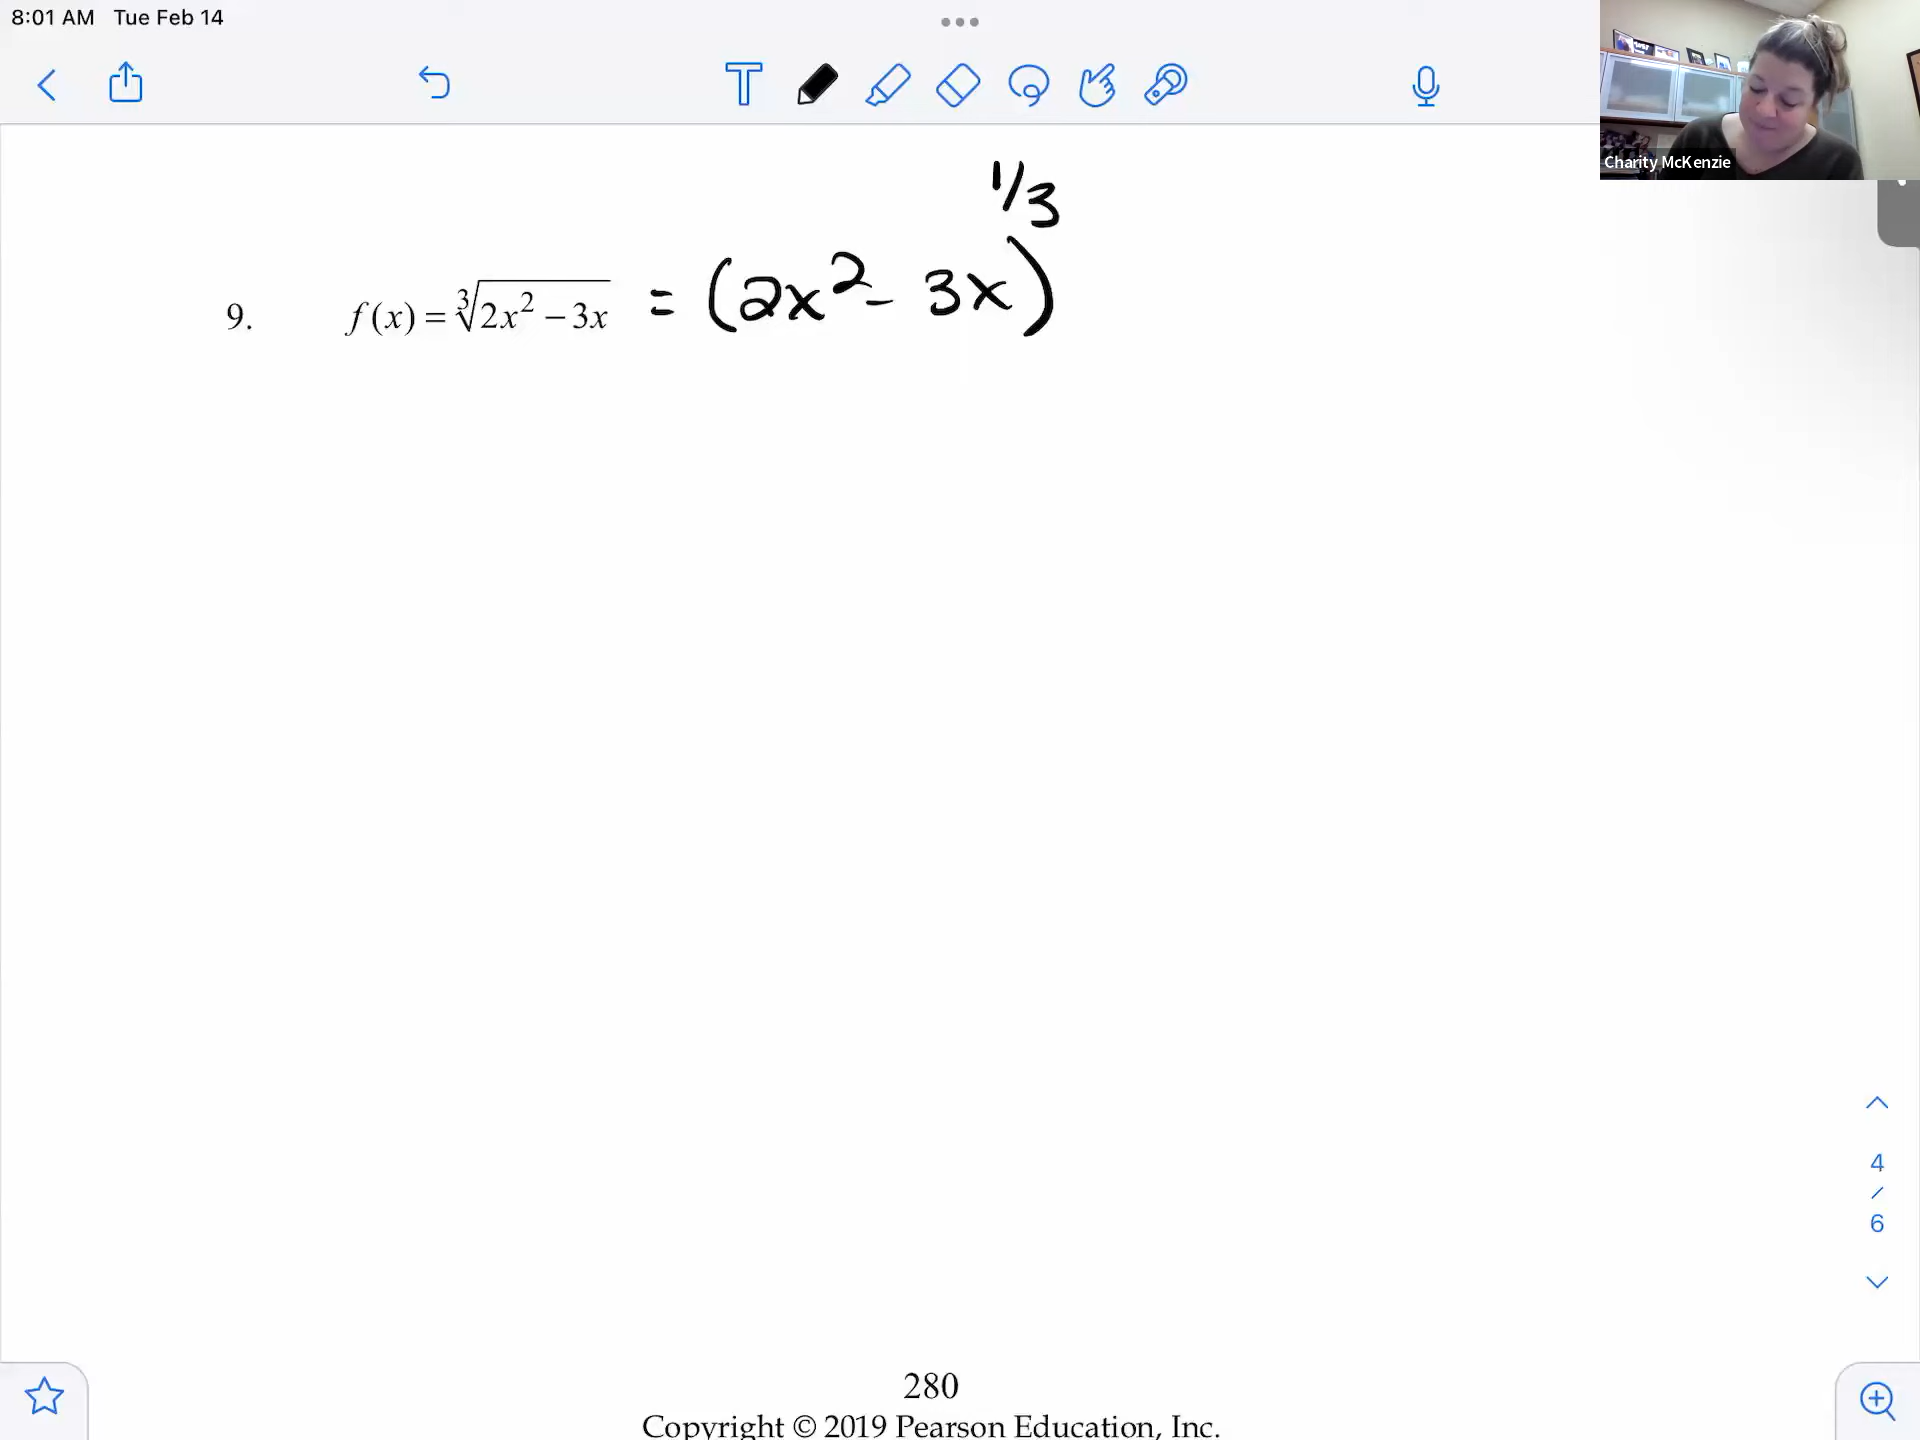 8:01 AM Tue Feb 14
Charity McKenzie
9. f(x) = ∛(2x² − 3x) = (2x² - 3x)^1/3
4
/
6
280
Copyright © 2019 Pearson Education, Inc.